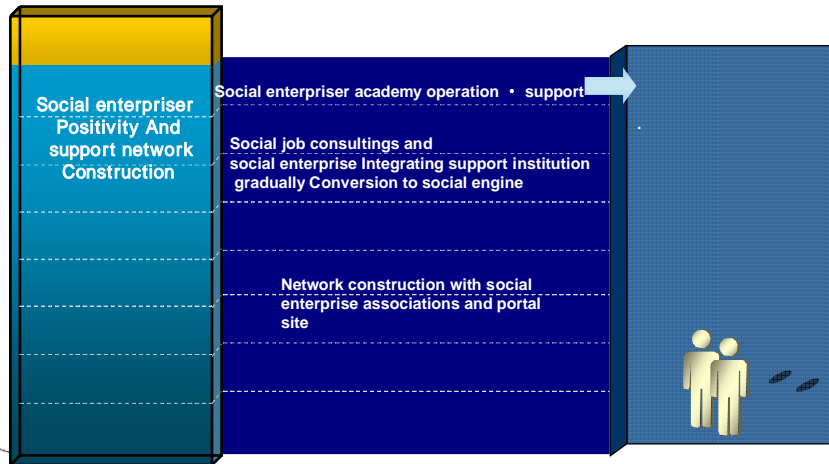 Social enterpriser
Positivity And
support network
Construction
Social enterpriser academy operation • support
Social job consultings and
social enterprise Integrating support institution
gradually Conversion to social engine
Network construction with social
enterprise associations and portal
site
.